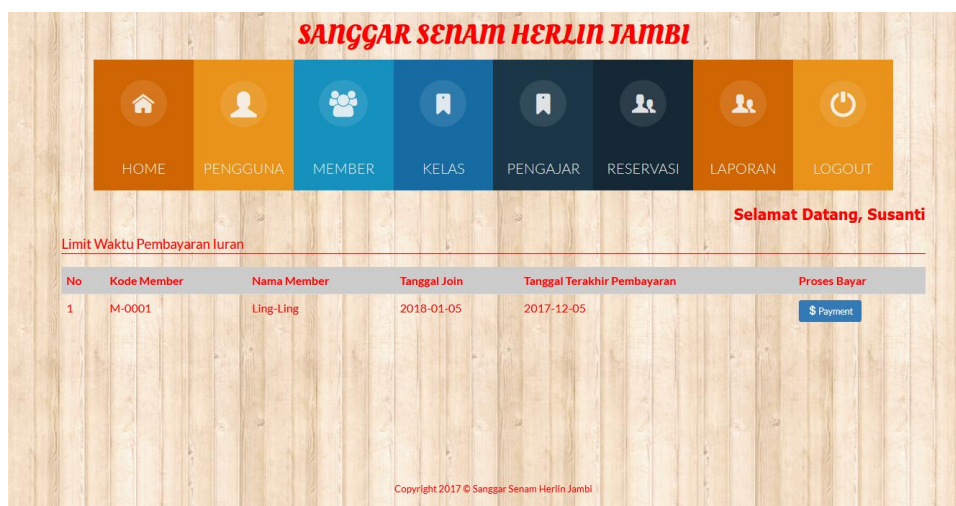 SANGGAR SENAM HERLIN JAMBI
HOME PENGGUNA MEMBER KELAS PENGAJAR RESERVASI LAPORAN LOGOUT
Selamat Datang, Susanti
Limit Waktu Pembayaran Iuran
No Kode Member Nama Member Tanggal Join Tanggal Terakhir Pembayaran Proses Bayar
1 M-0001 Ling-Ling 2018-01-05 2017-12-05 $ Payment
Copyright 2017 © Sanggar Senam Herlin Jambi